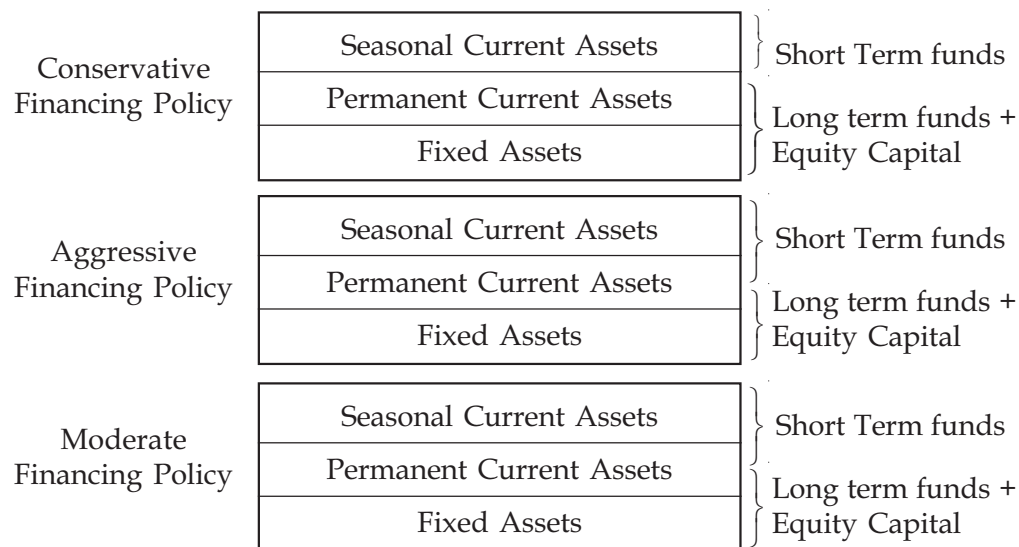 Conservative
Financing Policy
Seasonal Current Assets
Permanent Current Assets
Fixed Assets
Short Term funds
Long term funds +
Equity Capital
Aggressive
Financing Policy
Seasonal Current Assets
Permanent Current Assets
Fixed Assets
Short Term funds
Long term funds +
Equity Capital
Moderate
Financing Policy
Seasonal Current Assets
Permanent Current Assets
Fixed Assets
Short Term funds
Long term funds +
Equity Capital